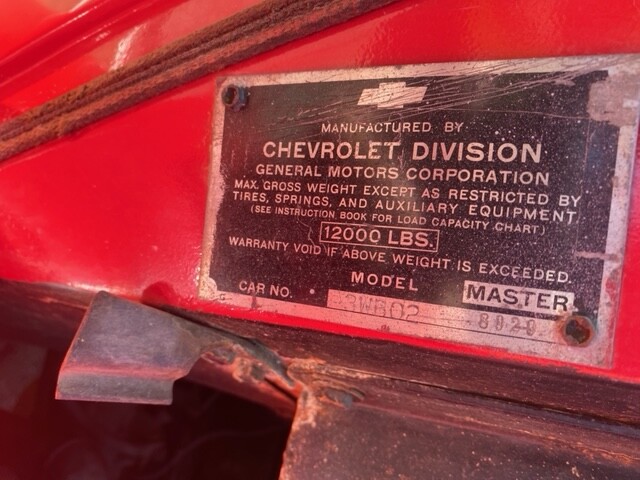 MANUFACTURED BY
CHEVROLET DIVISION
GENERAL MOTORS CORPORATION
MAX. GROSS WEIGHT EXCEPT AS RESTRICTED BY
TIRES, SPRINGS, AND AUXILIARY EQUIPMENT.
(SEE INSTRUCTION BOOK FOR LOAD CAPACITY CHART)
12000 LBS.
WARRANTY VOID IF ABOVE WEIGHT IS EXCEEDED.
MODEL MASTER
CAR NO.